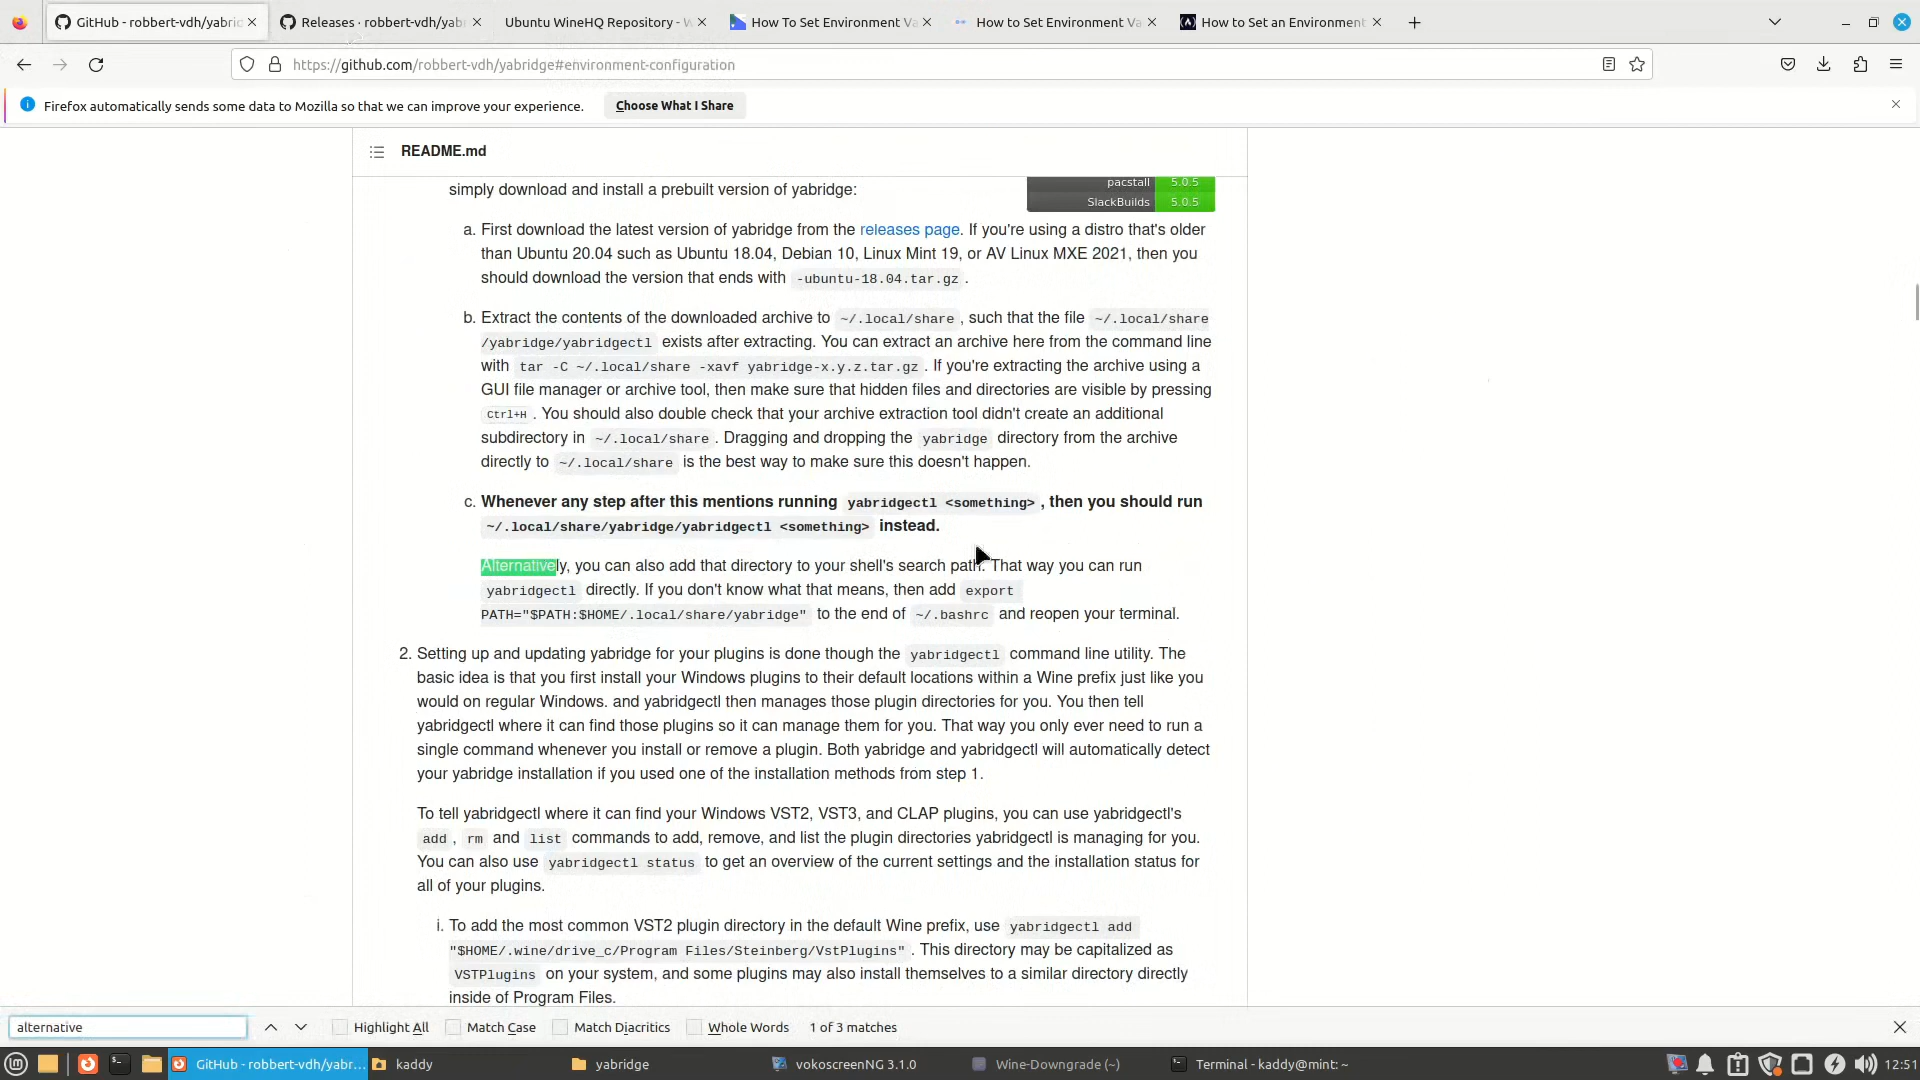 GitHub - robbert-vdh/yabrid
Releases · robbert-vdh/yab
Ubuntu WineHQ Repository - W
How To Set Environment Va
How to Set Environment Va
How to Set an Environment
https://github.com/robbert-vdh/yabridge#environment-configuration
Firefox automatically sends some data to Mozilla so that we can improve your experience.
Choose What I Share
README.md
simply download and install a prebuilt version of yabridge:
pacstall 5.0.5
SlackBuilds 5.0.5
a. First download the latest version of yabridge from the releases page. If you're using a distro that's older
than Ubuntu 20.04 such as Ubuntu 18.04, Debian 10, Linux Mint 19, or AV Linux MXE 2021, then you
should download the version that ends with -ubuntu-18.04.tar.gz .
b. Extract the contents of the downloaded archive to ~/.local/share , such that the file ~/.local/share
/yabridge/yabridgectl exists after extracting. You can extract an archive here from the command line
with tar -C ~/.local/share -xavf yabridge-x.y.z.tar.gz . If you're extracting the archive using a
GUI file manager or archive tool, then make sure that hidden files and directories are visible by pressing
Ctrl+H . You should also double check that your archive extraction tool didn't create an additional
subdirectory in ~/.local/share . Dragging and dropping the yabridge directory from the archive
directly to ~/.local/share is the best way to make sure this doesn't happen.
c. Whenever any step after this mentions running yabridgectl <something> , then you should run
~/.local/share/yabridge/yabridgectl <something> instead.
Alternatively, you can also add that directory to your shell's search path. That way you can run
yabridgectl directly. If you don't know what that means, then add export
PATH="$PATH:$HOME/.local/share/yabridge" to the end of ~/.bashrc and reopen your terminal.
2. Setting up and updating yabridge for your plugins is done though the yabridgectl command line utility. The
basic idea is that you first install your Windows plugins to their default locations within a Wine prefix just like you
would on regular Windows. and yabridgectl then manages those plugin directories for you. You then tell
yabridgectl where it can find those plugins so it can manage them for you. That way you only ever need to run a
single command whenever you install or remove a plugin. Both yabridge and yabridgectl will automatically detect
your yabridge installation if you used one of the installation methods from step 1.
To tell yabridgectl where it can find your Windows VST2, VST3, and CLAP plugins, you can use yabridgectl's
add , rm and list commands to add, remove, and list the plugin directories yabridgectl is managing for you.
You can also use yabridgectl status to get an overview of the current settings and the installation status for
all of your plugins.
i. To add the most common VST2 plugin directory in the default Wine prefix, use yabridgectl add
"$HOME/.wine/drive_c/Program Files/Steinberg/VstPlugins" . This directory may be capitalized as
VSTPlugins on your system, and some plugins may also install themselves to a similar directory directly
inside of Program Files.
alternative
Highlight All
Match Case
Match Diacritics
Whole Words
1 of 3 matches
GitHub - robbert-vdh/yabr...
kaddy
yabridge
vokoscreenNG 3.1.0
Wine-Downgrade (~)
Terminal - kaddy@mint: ~
12:51